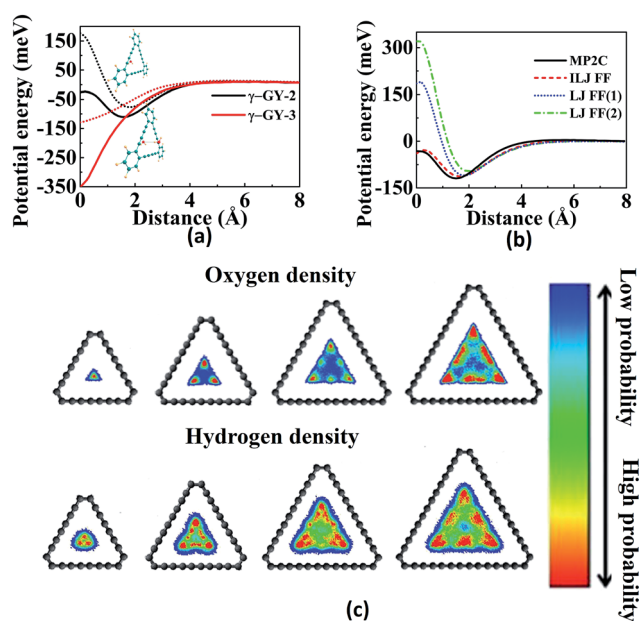 Potential energy (meV)
150
50
-50
-150
-250
-350
0 2 4 6 8
Distance (Å)
γ-GY-2
γ-GY-3
(a)
Potential energy (meV)
300
150
0
-150
0 2 4 6 8
Distance (Å)
MP2C
ILJ FF
LJ FF(1)
LJ FF(2)
(b)
Oxygen density
Hydrogen density
Low probability
High probability
(c)